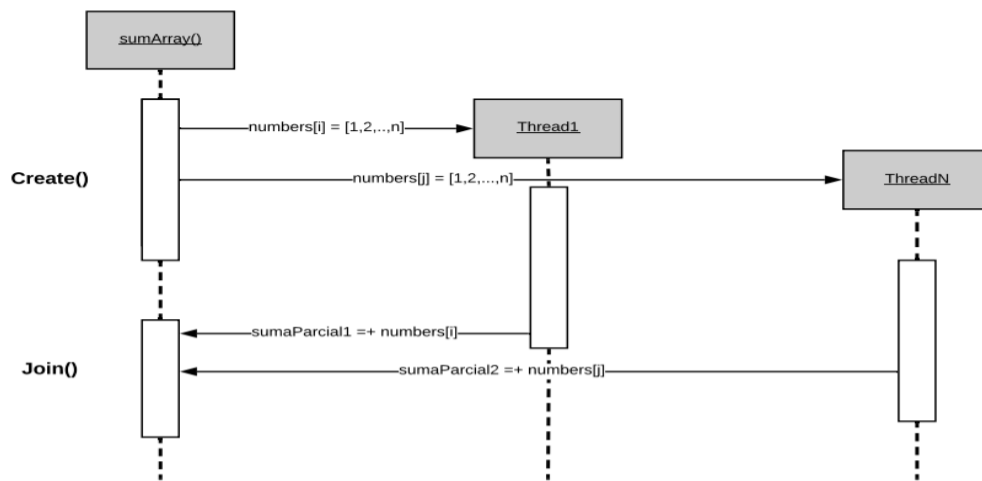 sumArray()
numbers[i] = [1,2,..,n]
Thread1
Create()
numbers[j] = [1,2,...,n]
ThreadN
sumaParcial1 =+ numbers[i]
Join()
sumaParcial2 =+ numbers[j]